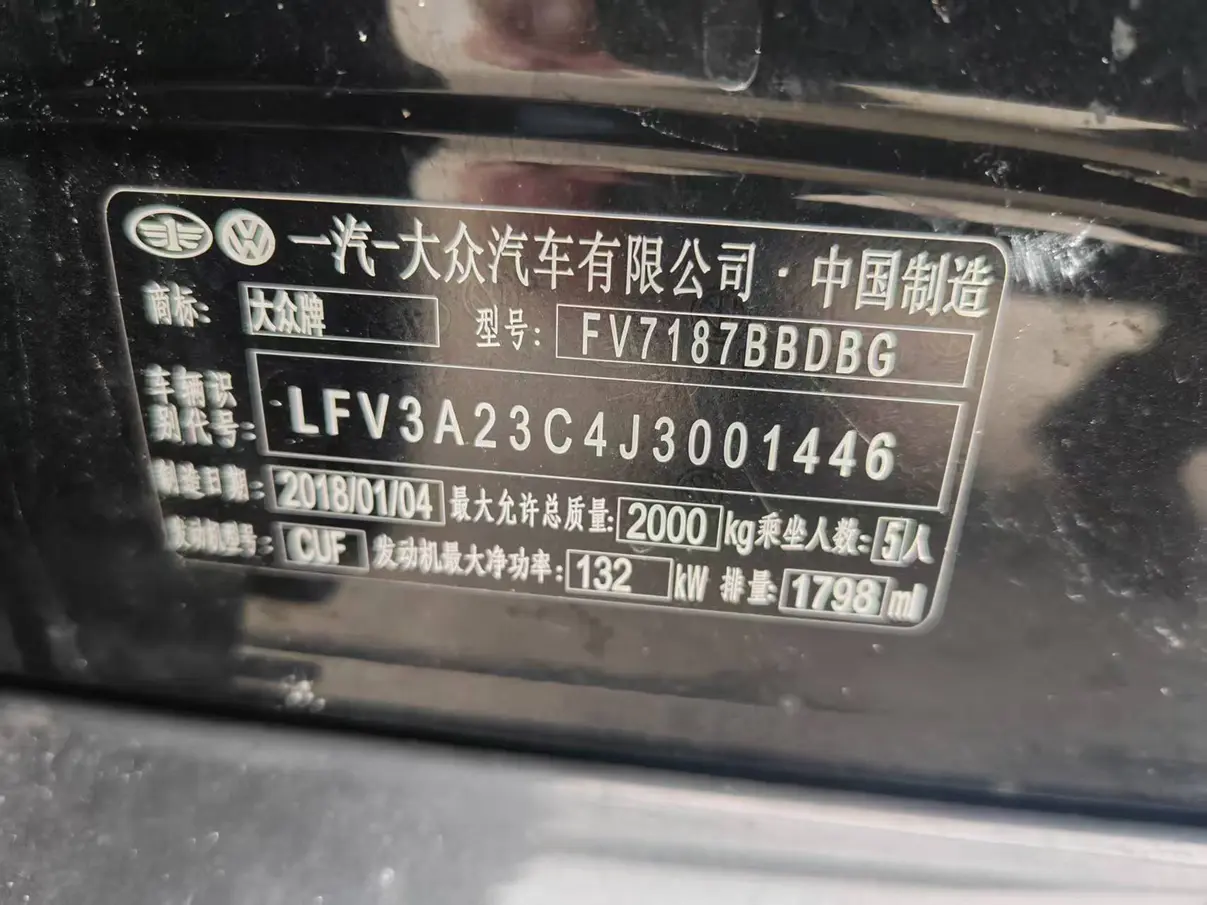 一汽-大众汽车有限公司·中国制造
商标: 大众牌 型号: FV7187BBDBG
车辆识别代号: LFV3A23C4J3001446
制造日期: 2018/01/04 最大允许总质量: 2000 kg 乘坐人数: 5人
发动机型号: CUF 发动机最大净功率: 132 kW 排量: 1798 ml